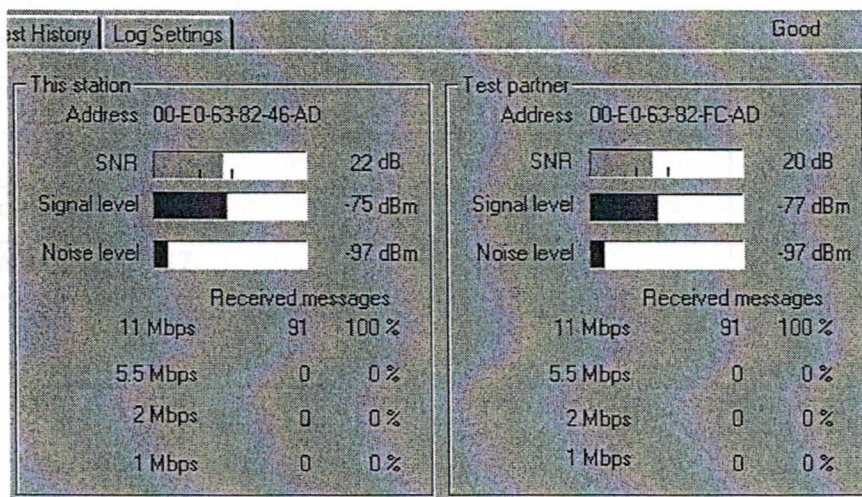 est History Log Settings Good
This station
Address 00-E0-63-82-46-AD
SNR 22 dB
Signal level -75 dBm
Noise level -97 dBm
Received messages
11 Mbps 91 100 %
5.5 Mbps 0 0 %
2 Mbps 0 0 %
1 Mbps 0 0 %
Test partner
Address 00-E0-63-82-FC-AD
SNR 20 dB
Signal level -77 dBm
Noise level -97 dBm
Received messages
11 Mbps 91 100 %
5.5 Mbps 0 0 %
2 Mbps 0 0 %
1 Mbps 0 0 %